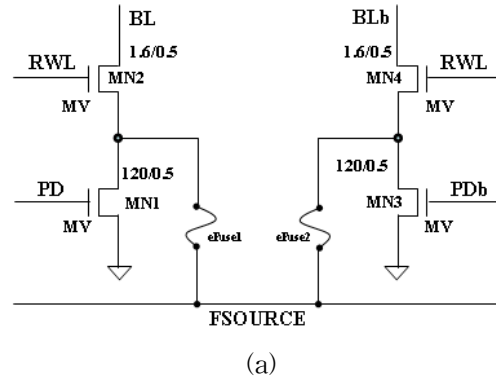 BL BLb
1.6/0.5 1.6/0.5
RWL MN2 MN4 RWL
MV MV
120/0.5 120/0.5
PD MN1 MN3 PDb
MV MV
eFuse1 eFuse2
FSOURCE
(a)